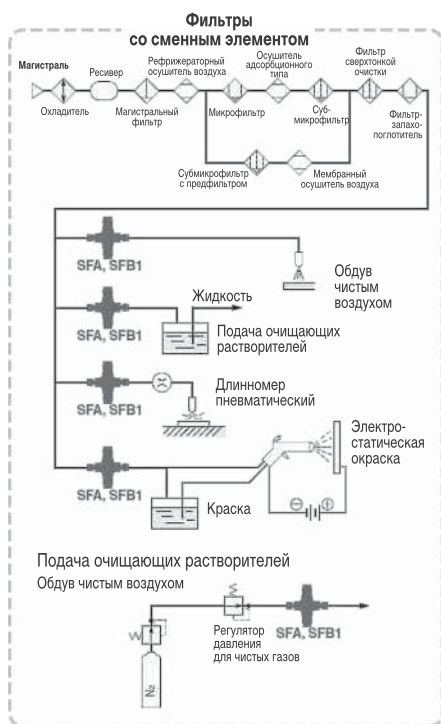 Фильтры
со сменным элементом
Магистраль
Ресивер
Рефрижераторный
осушитель воздуха
Осушитель
адсорбционного
типа
Фильтр
сверхтонкой
очистки
Охладитель
Магистральный
фильтр
Микрофильтр
Суб-
микрофильтр
Фильтр-
запахо-
поглотитель
Субмикрофильтр
с предфильтром
Мембранный
осушитель воздуха
SFA, SFB1
Обдув
чистым
воздухом
Жидкость
SFA, SFB1
Подача очищающих
растворителей
SFA, SFB1
Длинномер
пневматический
Электро-
статическая
окраска
SFA, SFB1
Краска
Подача очищающих растворителей
Обдув чистым воздухом
Регулятор
давления
для чистых газов
SFA, SFB1
N2